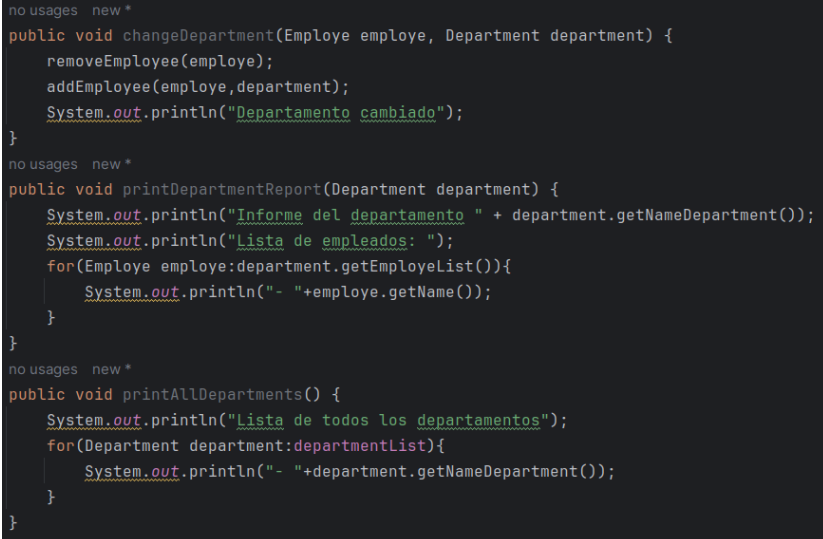 no usages   new *
public void changeDepartment(Employe employe, Department department) {
    removeEmployee(employe);
    addEmployee(employe,department);
    System.out.println("Departamento cambiado");
}
no usages   new *
public void printDepartmentReport(Department department) {
    System.out.println("Informe del departamento " + department.getNameDepartment());
    System.out.println("Lista de empleados: ");
    for(Employe employe:department.getEmployeList()){
        System.out.println("- "+employe.getName());
    }
}
no usages   new *
public void printAllDepartments() {
    System.out.println("Lista de todos los departamentos");
    for(Department department:departmentList){
        System.out.println("- "+department.getNameDepartment());
    }
}